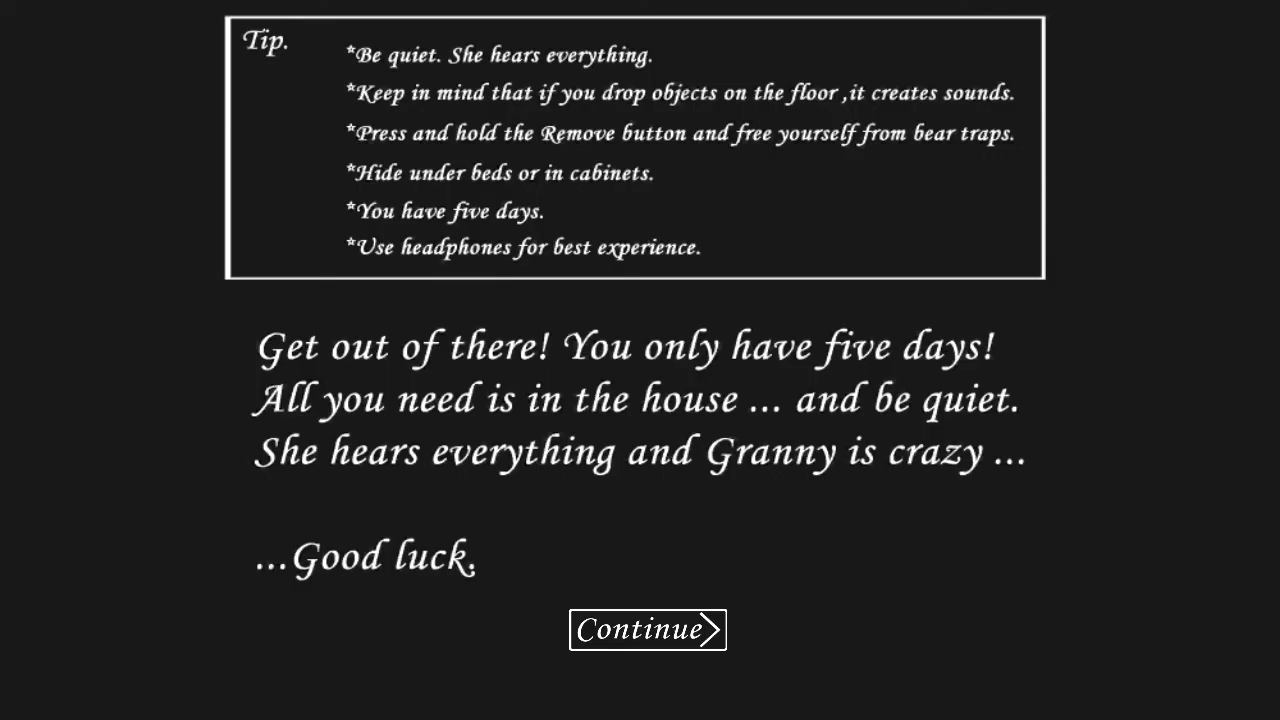 Tip.
*Be quiet. She hears everything.
*Keep in mind that if you drop objects on the floor ,it creates sounds.
*Press and hold the Remove button and free yourself from bear traps.
*Hide under beds or in cabinets.
*You have five days.
*Use headphones for best experience.
Get out of there! You only have five days!
All you need is in the house ... and be quiet.
She hears everything and Granny is crazy ...
...Good luck.
Continue